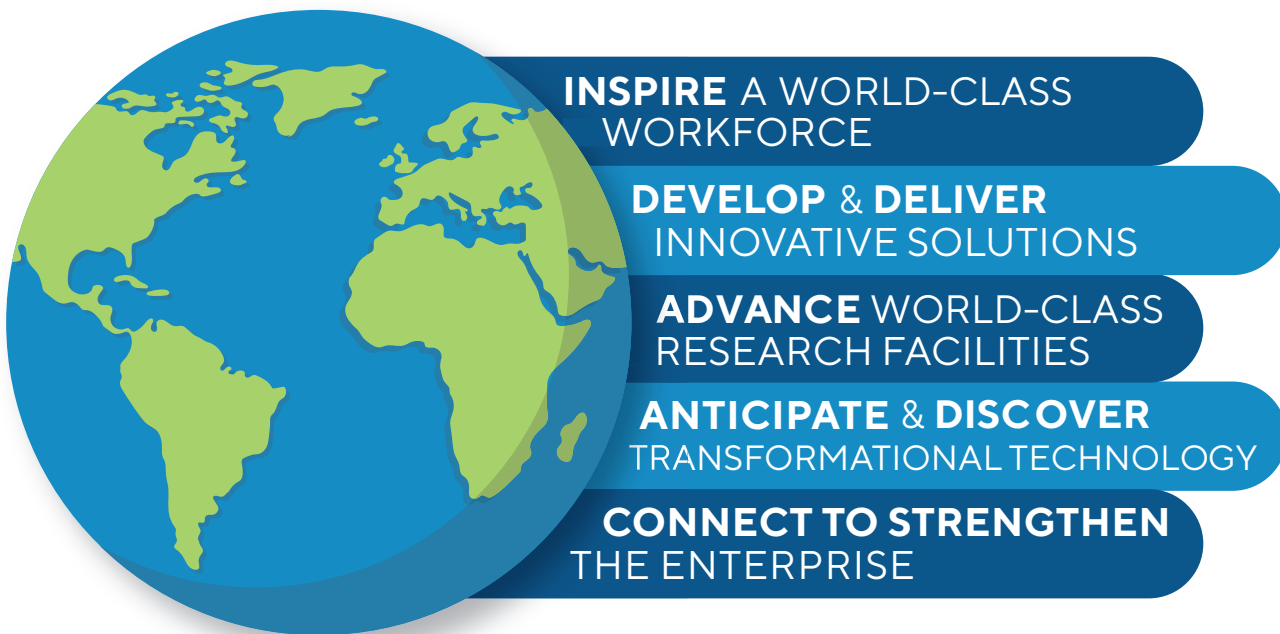 INSPIRE A WORLD-CLASS
WORKFORCE
DEVELOP & DELIVER
INNOVATIVE SOLUTIONS
ADVANCE WORLD-CLASS
RESEARCH FACILITIES
ANTICIPATE & DISCOVER
TRANSFORMATIONAL TECHNOLOGY
CONNECT TO STRENGTHEN
THE ENTERPRISE